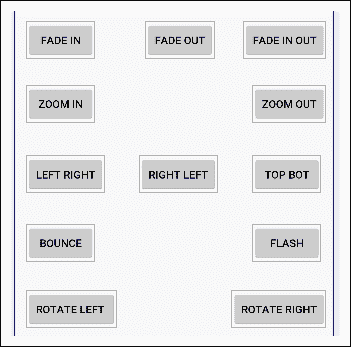 FADE IN FADE OUT FADE IN OUT
ZOOM IN ZOOM OUT
LEFT RIGHT RIGHT LEFT TOP BOT
BOUNCE FLASH
ROTATE LEFT ROTATE RIGHT